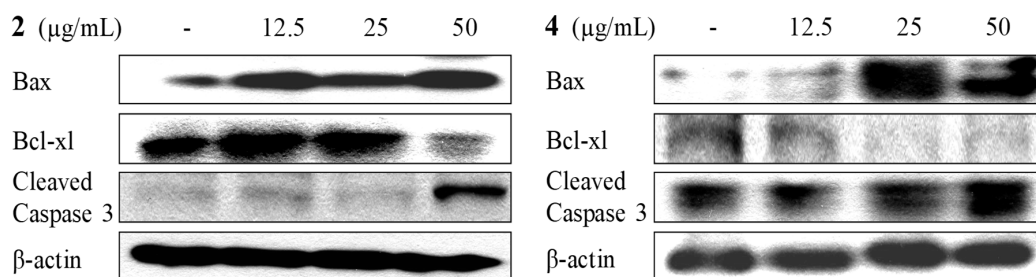 2 (µg/mL) - 12.5 25 50
Bax
Bcl-xl
Cleaved
Caspase 3
β-actin
4 (µg/mL) - 12.5 25 50
Bax
Bcl-xl
Cleaved
Caspase 3
β-actin